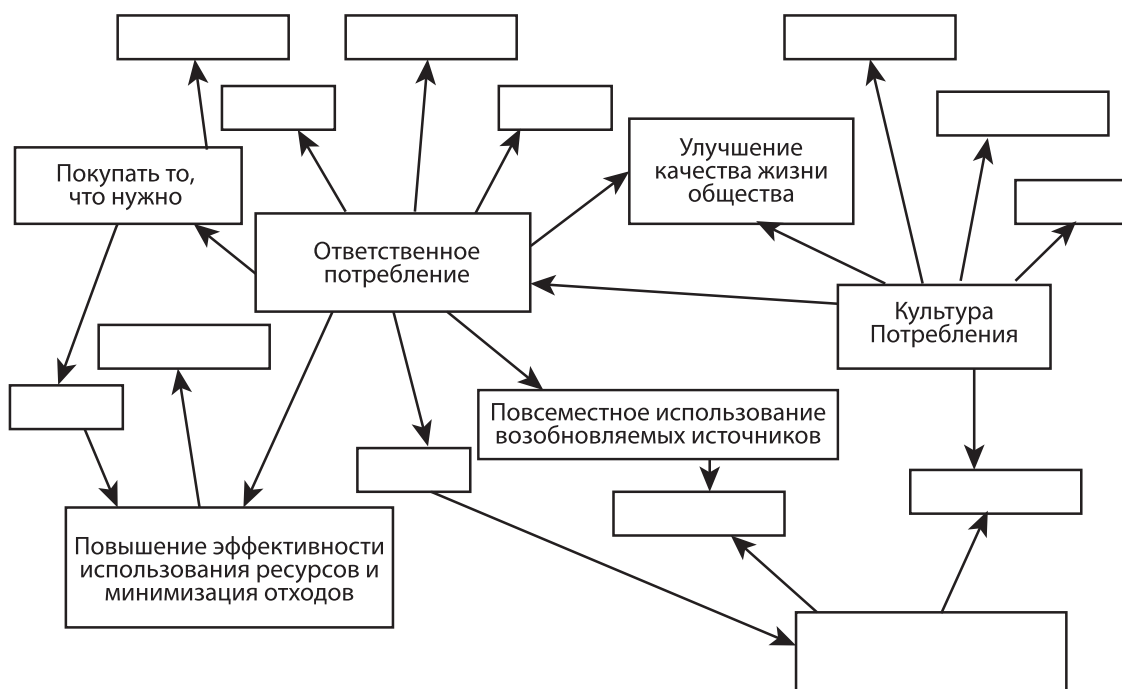 Покупать то,
что нужно
Улучшение
качества жизни
общества
Ответственное
потребление
Культура
Потребления
Повсеместное использование
возобновляемых источников
Повышение эффективности
использования ресурсов и
минимизация отходов